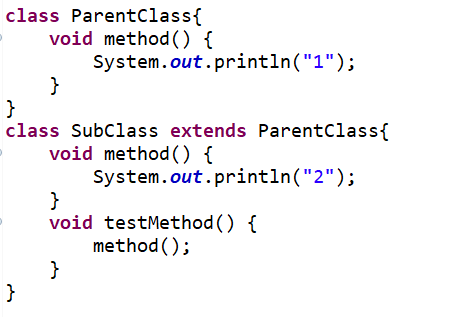 class ParentClass{
    void method() {
        System.out.println("1");
    }
}
class SubClass extends ParentClass{
    void method() {
        System.out.println("2");
    }
    void testMethod() {
        method();
    }
}